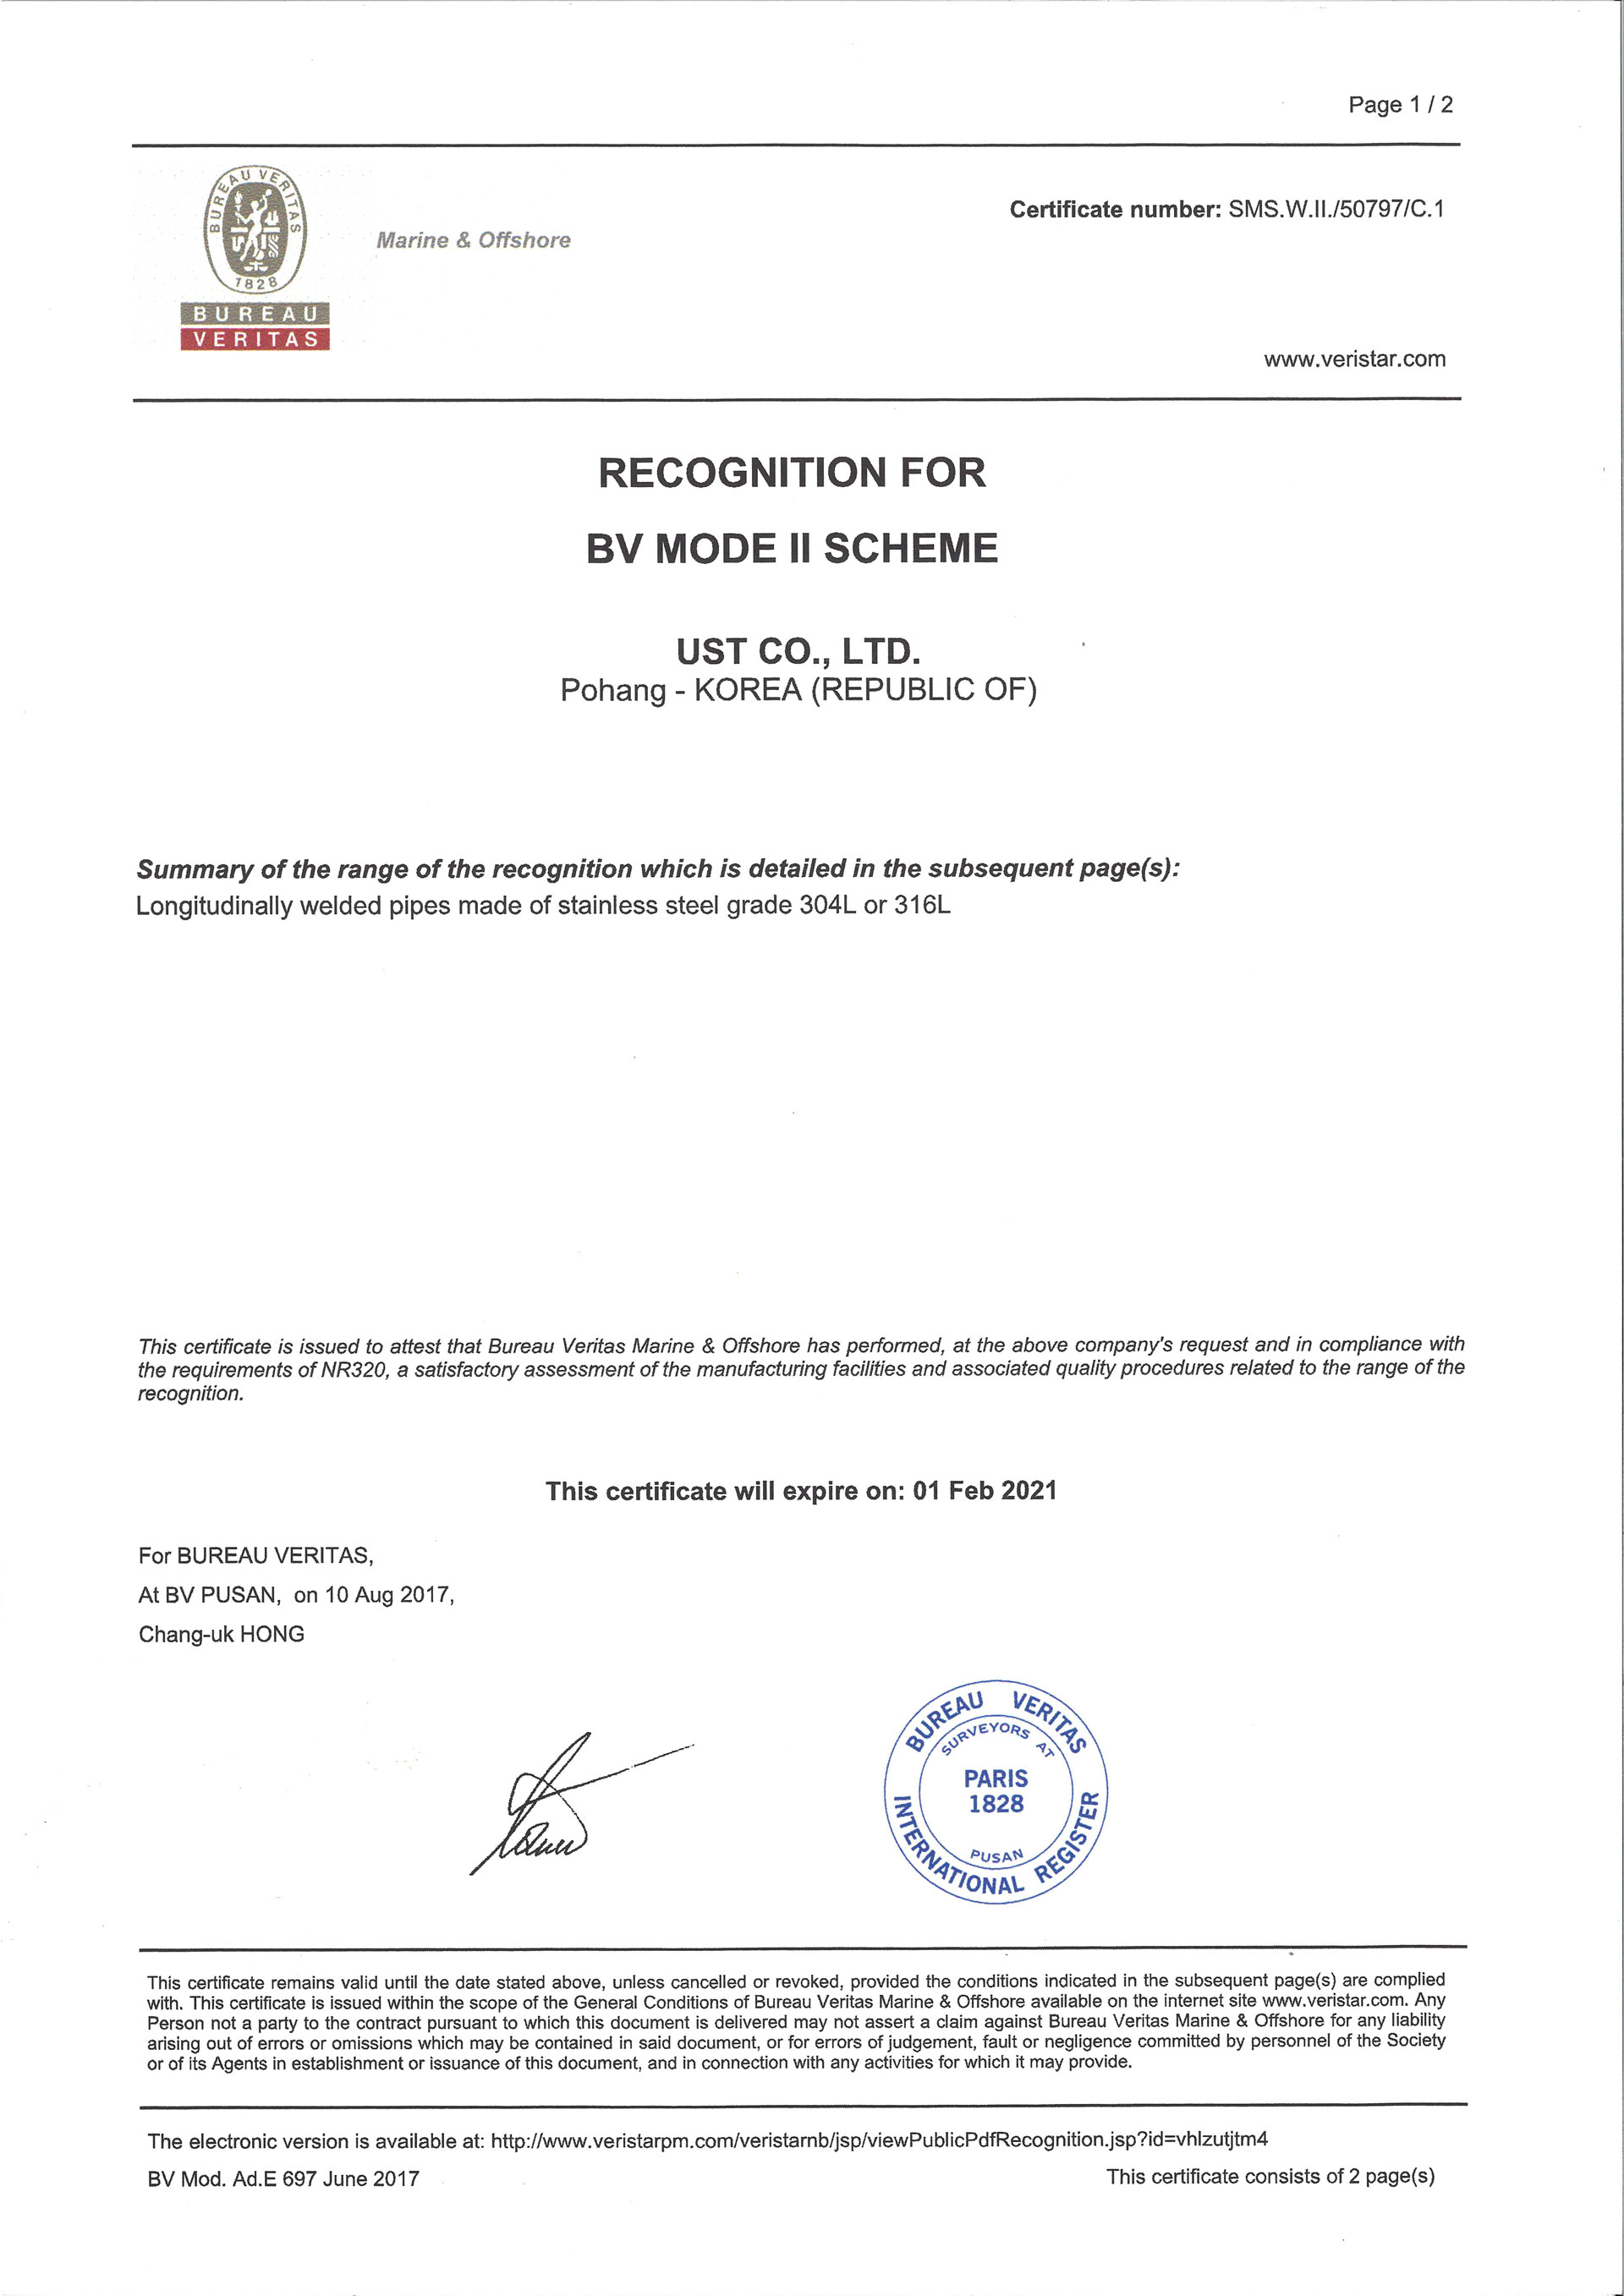 Page 1 / 2
BUREAU VERITAS
1828
BUREAU
VERITAS
Marine & Offshore
Certificate number: SMS.W.II./50797/C.1
www.veristar.com
RECOGNITION FOR
BV MODE II SCHEME
UST CO., LTD.
Pohang - KOREA (REPUBLIC OF)
Summary of the range of the recognition which is detailed in the subsequent page(s):
Longitudinally welded pipes made of stainless steel grade 304L or 316L
This certificate is issued to attest that Bureau Veritas Marine & Offshore has performed, at the above company's request and in compliance with
the requirements of NR320, a satisfactory assessment of the manufacturing facilities and associated quality procedures related to the range of the
recognition.
This certificate will expire on: 01 Feb 2021
For BUREAU VERITAS,
At BV PUSAN, on 10 Aug 2017,
Chang-uk HONG
BUREAU VERITAS
SURVEYORS AT
PARIS
1828
PUSAN
INTERNATIONAL REGISTER
This certificate remains valid until the date stated above, unless cancelled or revoked, provided the conditions indicated in the subsequent page(s) are complied
with. This certificate is issued within the scope of the General Conditions of Bureau Veritas Marine & Offshore available on the internet site www.veristar.com. Any
Person not a party to the contract pursuant to which this document is delivered may not assert a claim against Bureau Veritas Marine & Offshore for any liability
arising out of errors or omissions which may be contained in said document, or for errors of judgement, fault or negligence committed by personnel of the Society
or of its Agents in establishment or issuance of this document, and in connection with any activities for which it may provide.
The electronic version is available at: http://www.veristarpm.com/veristarnb/jsp/viewPublicPdfRecognition.jsp?id=vhlzutjtm4
BV Mod. Ad.E 697 June 2017
This certificate consists of 2 page(s)